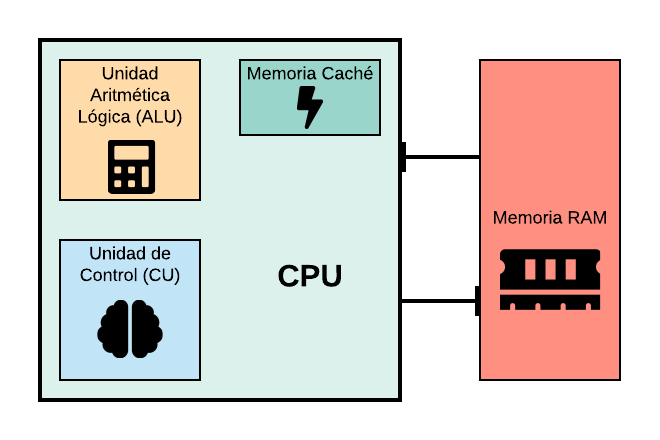 Unidad
Aritmética
Lógica (ALU)
Memoria Caché
Unidad de
Control (CU)
CPU
Memoria RAM